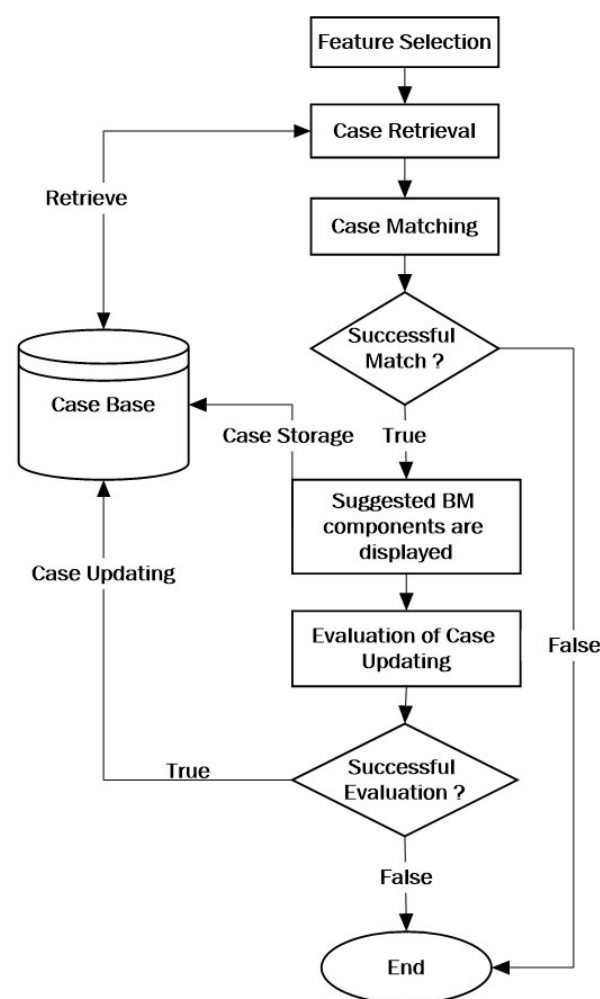 Feature Selection
Case Retrieval
Retrieve
Case Matching
Successful
Match ?
Case Base
Case Storage
True
Suggested BM
components are
displayed
Case Updating
Evaluation of Case
Updating
False
True
Successful
Evaluation ?
False
End